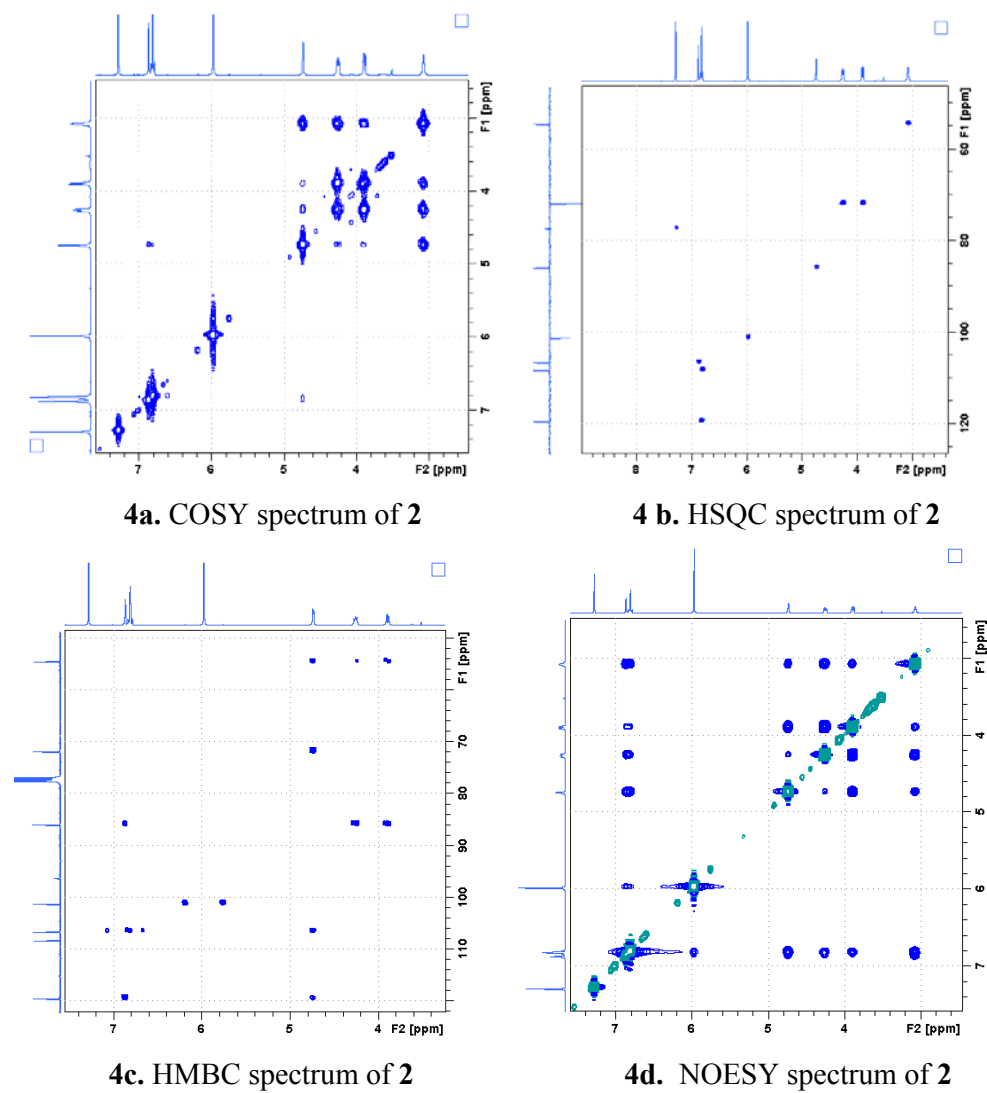 F1 [ppm]
4
5
6
7
7
6
5
4
F2 [ppm]
4a. COSY spectrum of 2
F1 [ppm]
60
80
100
120
8
7
6
5
4
F2 [ppm]
4 b. HSQC spectrum of 2
F1 [ppm]
70
80
90
100
110
7
6
5
4
F2 [ppm]
4c. HMBC spectrum of 2
F1 [ppm]
4
5
6
7
7
6
5
4
F2 [ppm]
4d. NOESY spectrum of 2